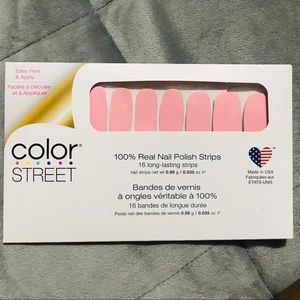 Easy Peel
& Apply
Faciles à Décoller
et à Appliquer
color®
STREET
100% Real Nail Polish Strips
16 long-lasting strips
nail strips net wt 0.99 g / 0.035 oz
Bandes de vernis
à ongles véritable à 100%
16 bandes de longue durée
Poids net des bandes de vernis 0.99 g / 0.035 oz
Made in USA
Fabriquées aux
ÉTATS-UNIS